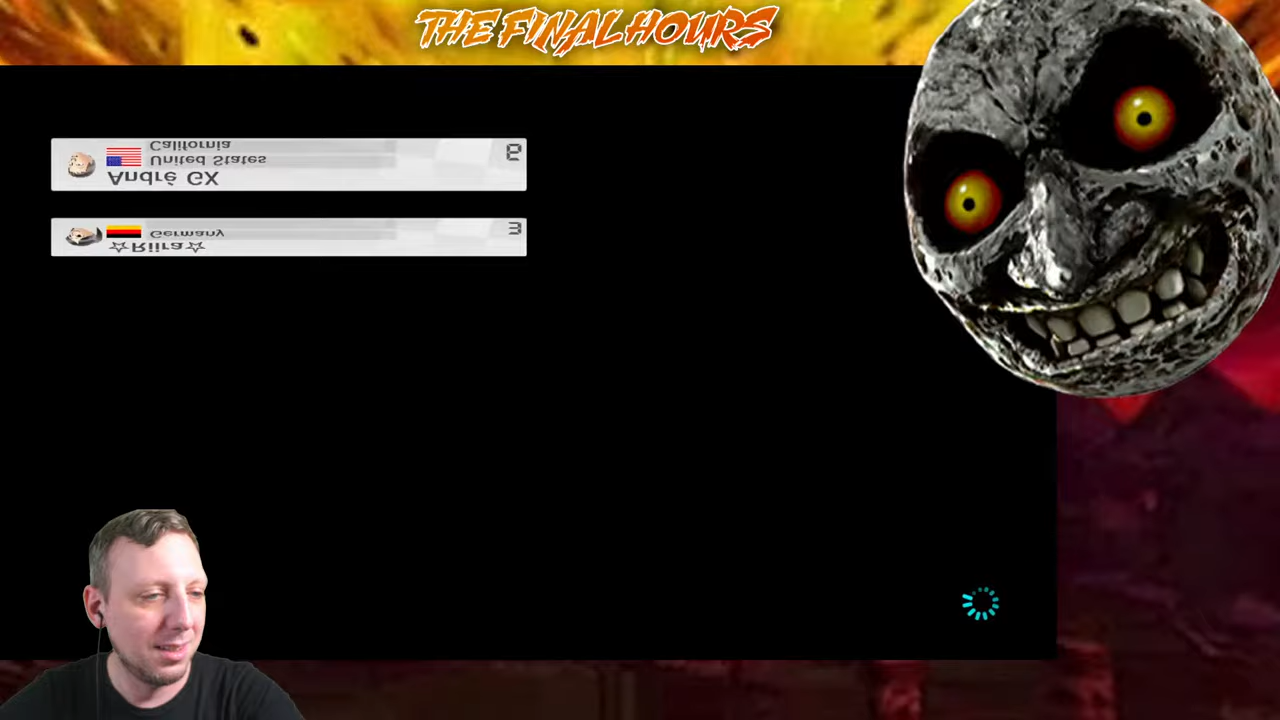 THE FINAL HOURS
California
United States
André GX
6
Germany
☆Riira☆
3